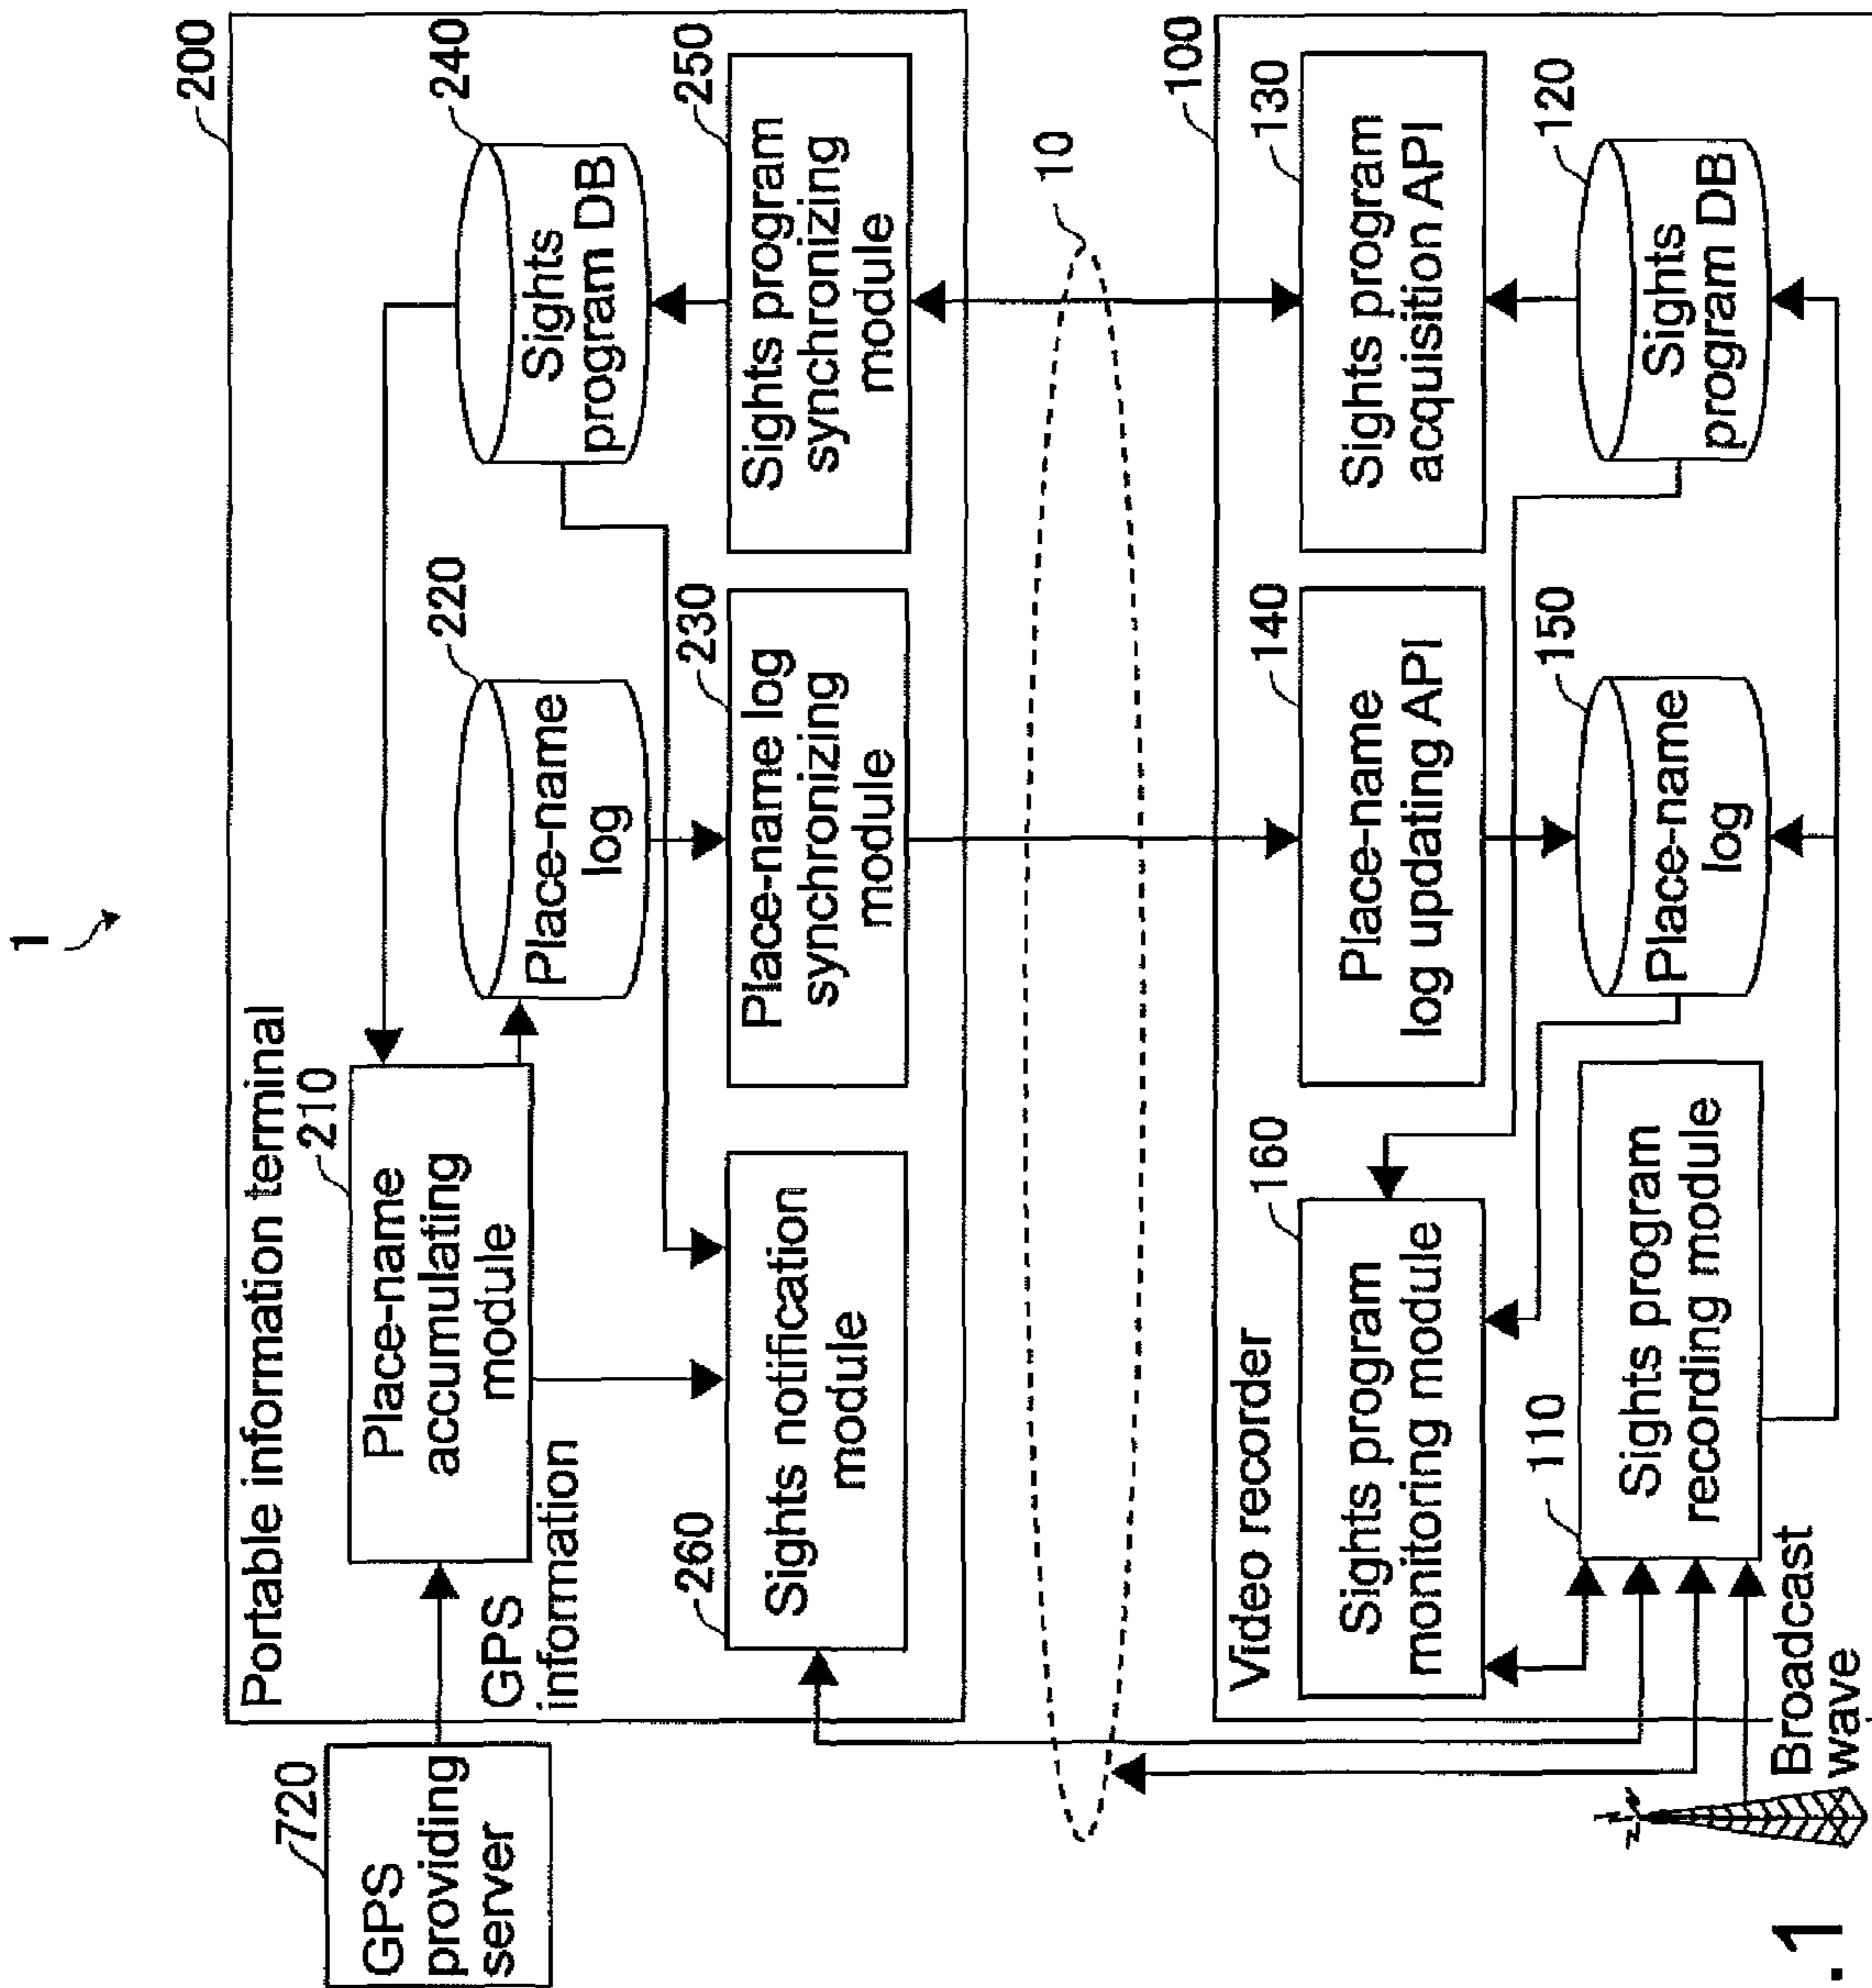 1
200
Portable information terminal
720
GPS
providing
server
GPS
information
210
Place-name
accumulating
module
220
Place-name
log
240
Sights
program DB
260
Sights notification
module
230
Place-name log
synchronizing
module
250
Sights program
synchronizing
module
10
100
Video recorder
160
Sights program
monitoring module
140
Place-name
log updating API
130
Sights program
acquisition API
110
Sights program
recording module
150
Place-name
log
120
Sights
program DB
Broadcast
wave
.1